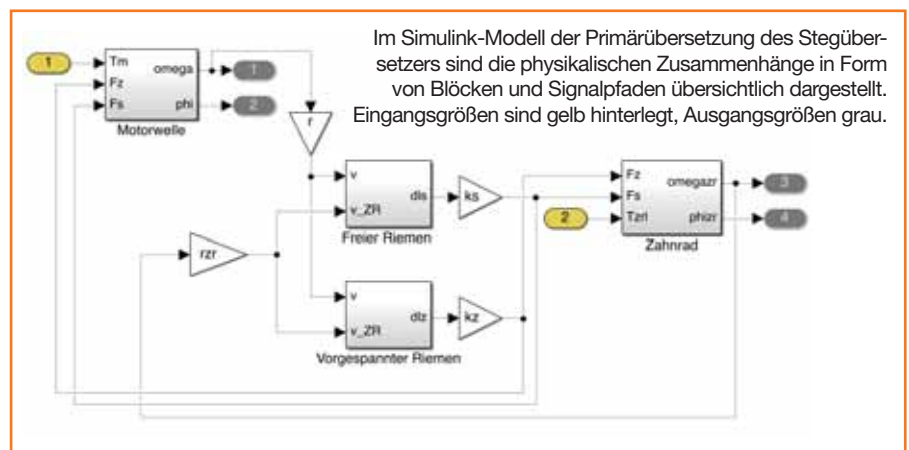 Im Simulink-Modell der Primärübersetzung des Stegüber-
setzers sind die physikalischen Zusammenhänge in Form
von Blöcken und Signalpfaden übersichtlich dargestellt.
Eingangsgrößen sind gelb hinterlegt, Ausgangsgrößen grau.
1
Tm
Fz
Fs
omega
phi
Motorwelle
1
2
r
v
v_ZR
dls
Freier Riemen
ks
rzr
v
v_ZR
dlz
Vorgespannter Riemen
kz
2
Fz
Fs
Tzrl
omegazr
phizr
Zahnrad
3
4